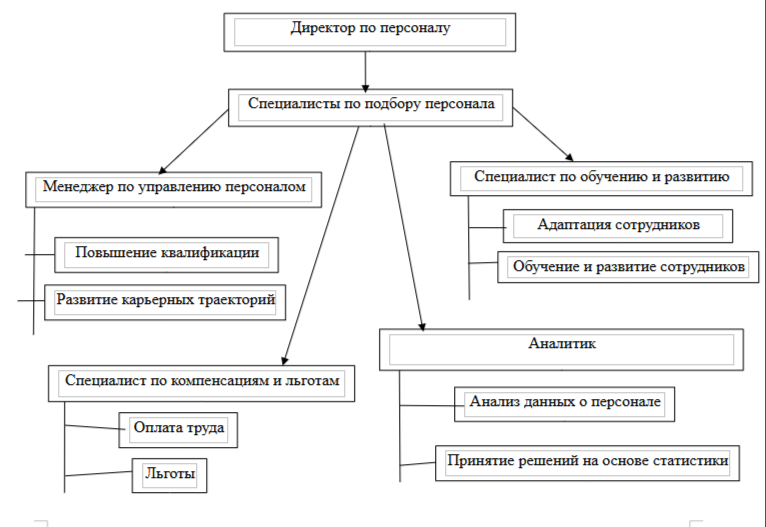 Директор по персоналу
Специалисты по подбору персонала
Менеджер по управлению персоналом
Повышение квалификации
Развитие карьерных траекторий
Специалист по обучению и развитию
Адаптация сотрудников
Обучение и развитие сотрудников
Специалист по компенсациям и льготам
Оплата труда
Льготы
Аналитик
Анализ данных о персонале
Принятие решений на основе статистики